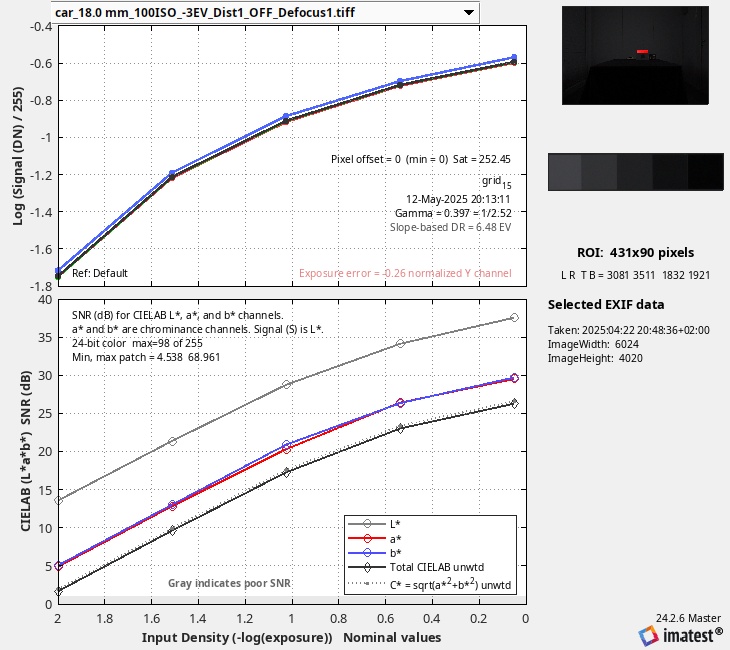 car_18.0 mm_100ISO_-3EV_Dist1_OFF_Defocus1.tiff
-0.4
-0.6
-0.8
-1
-1.2
-1.4
-1.6
-1.8
Log (Signal (DN) / 255)
Pixel offset = 0 (min = 0) Sat = 252.45
grid15
12-May-2025 20:13:11
Gamma = 0.397 = 1/2.52
Slope-based DR = 6.48 EV
Ref: Default
Exposure error = -0.26 normalized Y channel
40
35
30
25
20
15
10
5
0
CIELAB (L*a*b*) SNR (dB)
SNR (dB) for CIELAB L*, a*, and b* channels.
a* and b* are chrominance channels. Signal (S) is L*.
24-bit color max=98 of 255
Min, max patch = 4.538 68.961
L*
a*
b*
Total CIELAB unwtd
C* = sqrt(a*2+b*2) unwtd
Gray indicates poor SNR
2 1.8 1.6 1.4 1.2 1 0.8 0.6 0.4 0.2 0
Input Density (-log(exposure)) Nominal values
ROI: 431x90 pixels
L R T B = 3081 3511 1832 1921
Selected EXIF data
Taken: 2025:04:22 20:48:36+02:00
ImageWidth: 6024
ImageHeight: 4020
24.2.6 Master
imatest®